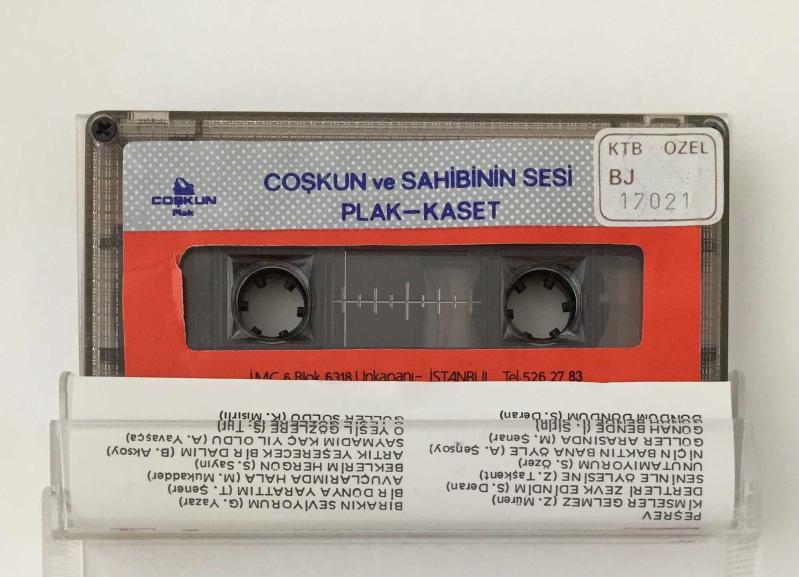 COŞKUN
Plak
COŞKUN ve SAHİBİNİN SESİ
PLAK–KASET
KTB ÖZEL
BJ
17021
İMÇ 6 Blok 6318 Unkapanı– İSTANBUL Tel.526 27 83
PEŞREV
KİMSELER GELMEZ (Z. Müren)
DERTLERİ ZEVK EDİNDİM (S. Deran)
SENİNLE ÖYLESİNE (Z. Taşkent)
UNUTAMIYORUM (S. Özer)
NİÇİN BAKTIN BANA ÖYLE (A. Şensoy)
GÜLLER ARASINDA (M. Şenar)
GÜNAH BENDE
DÖNDÜM DÖNDÜM (S. Deran)
BIRAKIN SEVİYORUM (G. Yazar)
BİR DÜNYA YARATTIM (T. Şener)
AVUÇLARIMDA HALA (M. Mukadder)
BEKLERİM HERGÜN (S. Sayın)
ARTIK YEŞERECEK BİR DALIM (B. Aksoy)
SAYMADIM KAÇ YIL OLDU (A. Yavaşça)
O YEŞİL GÖZLERE
GÜLLER SOLDU (K. Mısırlı)